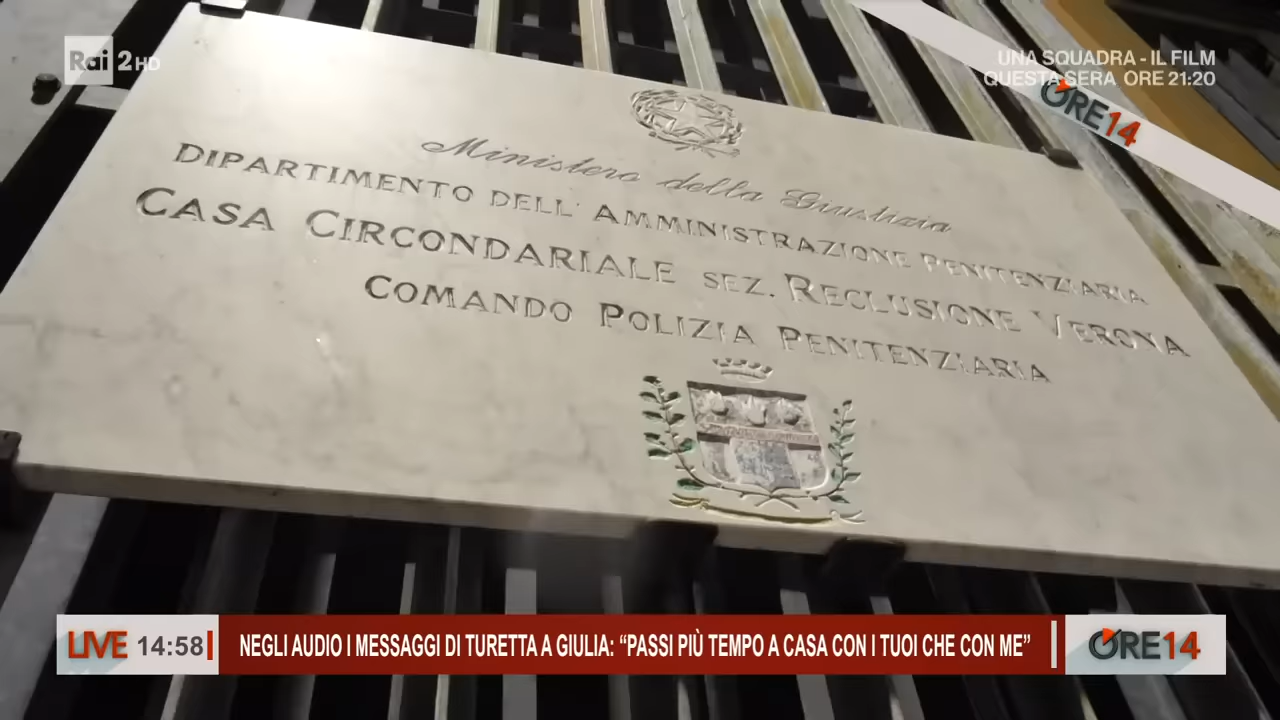 Rai 2 HD
UNA SQUADRA - IL FILM
QUESTA SERA ORE 21:20
ORE14
Ministero della Giustizia
DIPARTIMENTO DELL' AMMINISTRAZIONE PENITENZIARIA
CASA CIRCONDARIALE SEZ. RECLUSIONE VERONA
COMANDO POLIZIA PENITENZIARIA
LIVE 14:58
NEGLI AUDIO I MESSAGGI DI TURETTA A GIULIA: “PASSI PIÙ TEMPO A CASA CON I TUOI CHE CON ME”
ORE14